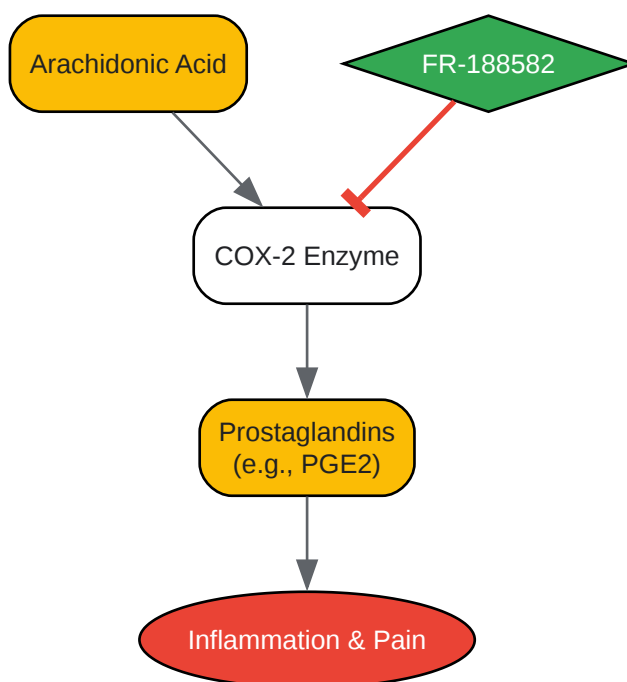 Arachidonic Acid
FR-188582
COX-2 Enzyme
Prostaglandins
(e.g., PGE2)
Inflammation & Pain